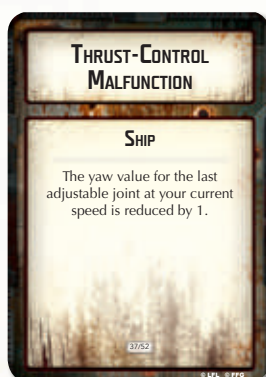 Thrust-Control
Malfunction
Ship
The yaw value for the last
adjustable joint at your current
speed is reduced by 1.
37/52
© LFL © FFG